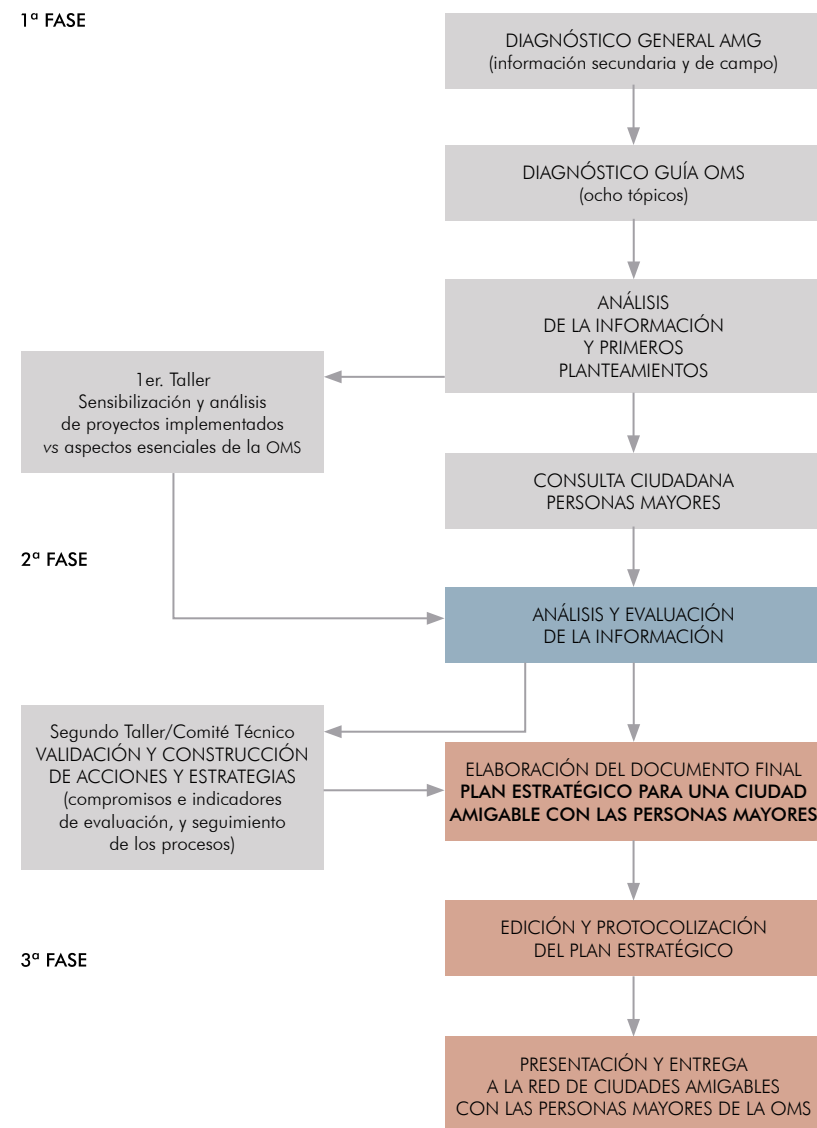 1ª FASE
DIAGNÓSTICO GENERAL AMG
(información secundaria y de campo)
DIAGNÓSTICO GUÍA OMS
(ocho tópicos)
ANÁLISIS
DE LA INFORMACIÓN
Y PRIMEROS
PLANTEAMIENTOS
1er. Taller
Sensibilización y análisis
de proyectos implementados
vs aspectos esenciales de la OMS
CONSULTA CIUDADANA
PERSONAS MAYORES
2ª FASE
ANÁLISIS Y EVALUACIÓN
DE LA INFORMACIÓN
Segundo Taller/Comité Técnico
VALIDACIÓN Y CONSTRUCCIÓN
DE ACCIONES Y ESTRATEGIAS
(compromisos e indicadores
de evaluación, y seguimiento
de los procesos)
ELABORACIÓN DEL DOCUMENTO FINAL
PLAN ESTRATÉGICO PARA UNA CIUDAD
AMIGABLE CON LAS PERSONAS MAYORES
EDICIÓN Y PROTOCOLIZACIÓN
DEL PLAN ESTRATÉGICO
3ª FASE
PRESENTACIÓN Y ENTREGA
A LA RED DE CIUDADES AMIGABLES
CON LAS PERSONAS MAYORES DE LA OMS